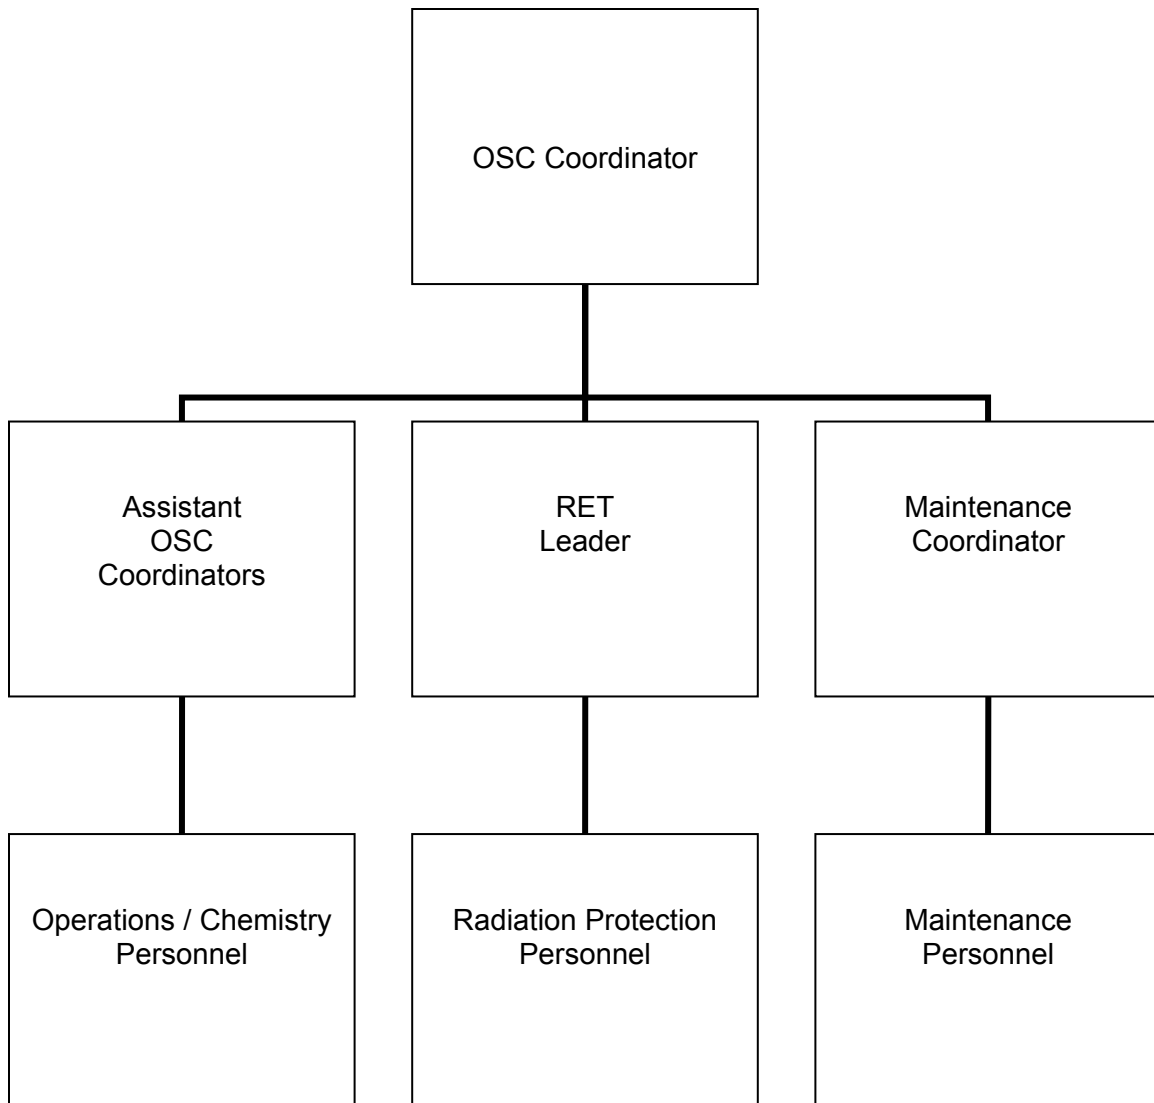 OSC Coordinator
Assistant
OSC
Coordinators
RET
Leader
Maintenance
Coordinator
Operations / Chemistry
Personnel
Radiation Protection
Personnel
Maintenance
Personnel